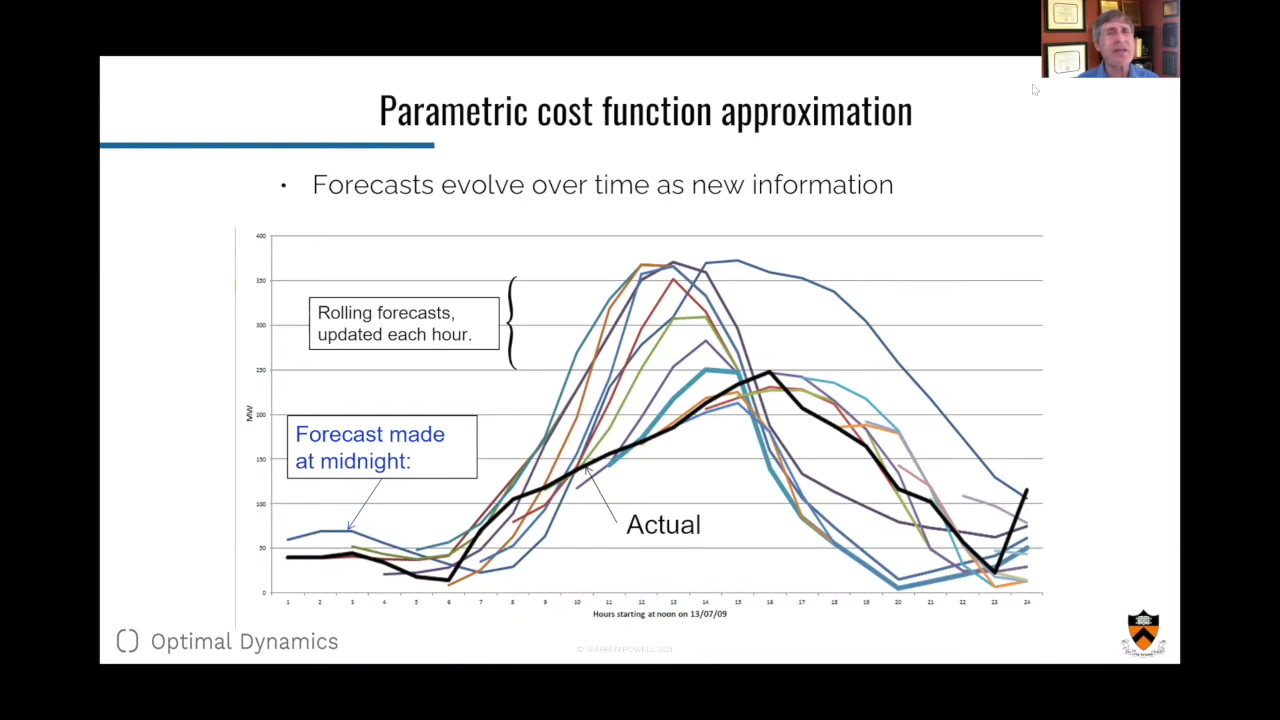 Parametric cost function approximation
• Forecasts evolve over time as new information
400
350
300
250
200
150
100
50
0
MW
Rolling forecasts,
updated each hour.
Forecast made
at midnight:
Actual
1 2 3 4 5 6 7 8 9 10 11 12 13 14 15 16 17 18 19 20 21 22 23 24
Hours starting at noon on 13/07/09
Optimal Dynamics
© WARREN POWELL 2021